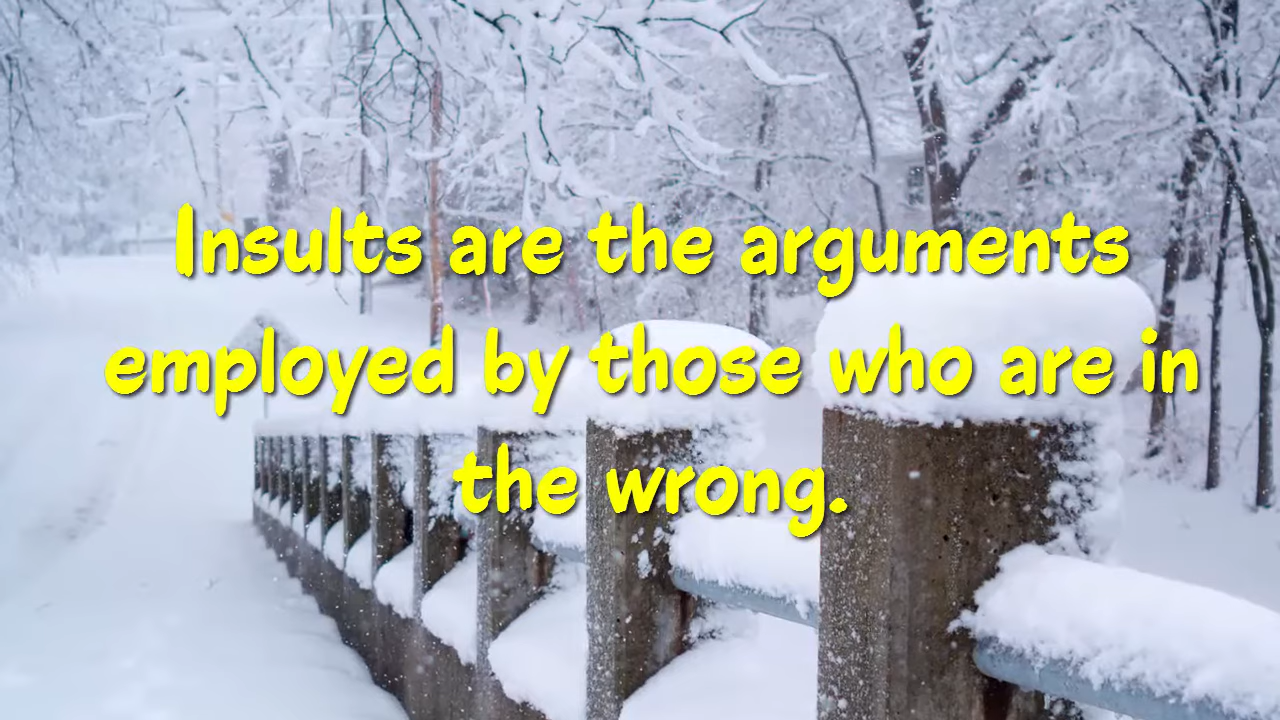 Insults are the arguments
employed by those who are in
the wrong.